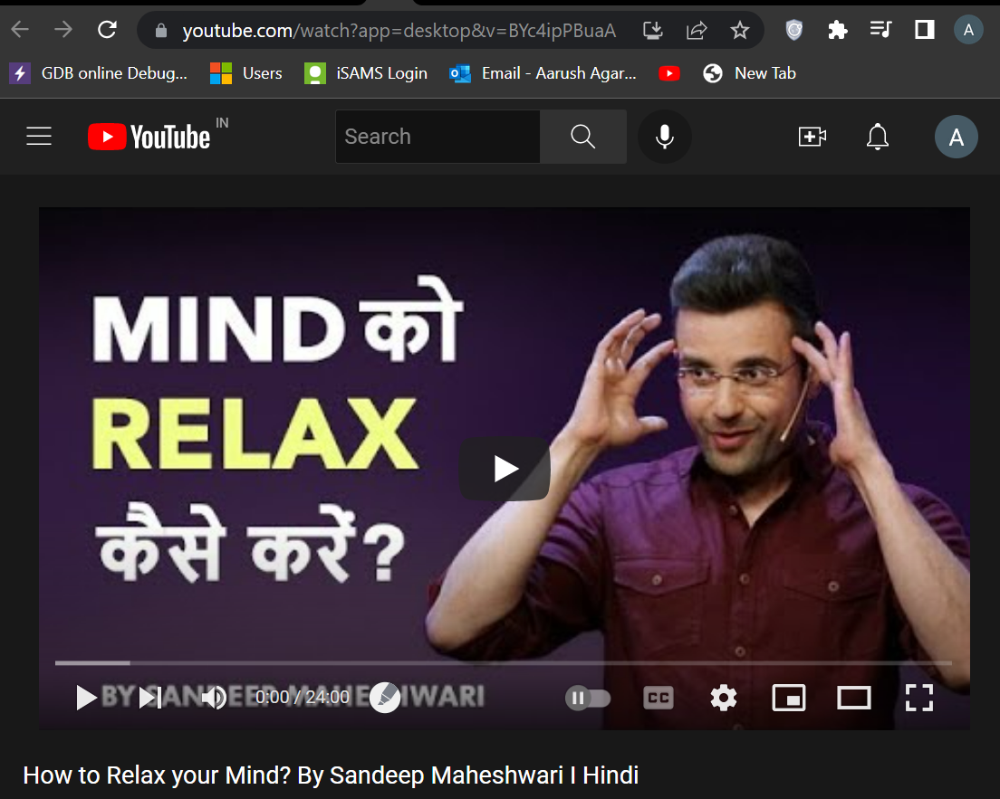 youtube.com/watch?app=desktop&v=BYc4ipPBuaA
A
GDB online Debug...
Users
iSAMS Login
Email - Aarush Agar...
New Tab
YouTube IN
Search
A
MIND को
RELAX
कैसे करें?
BY SANDEEP MAHESHWARI
0:00 / 24:00
CC
How to Relax your Mind? By Sandeep Maheshwari I Hindi